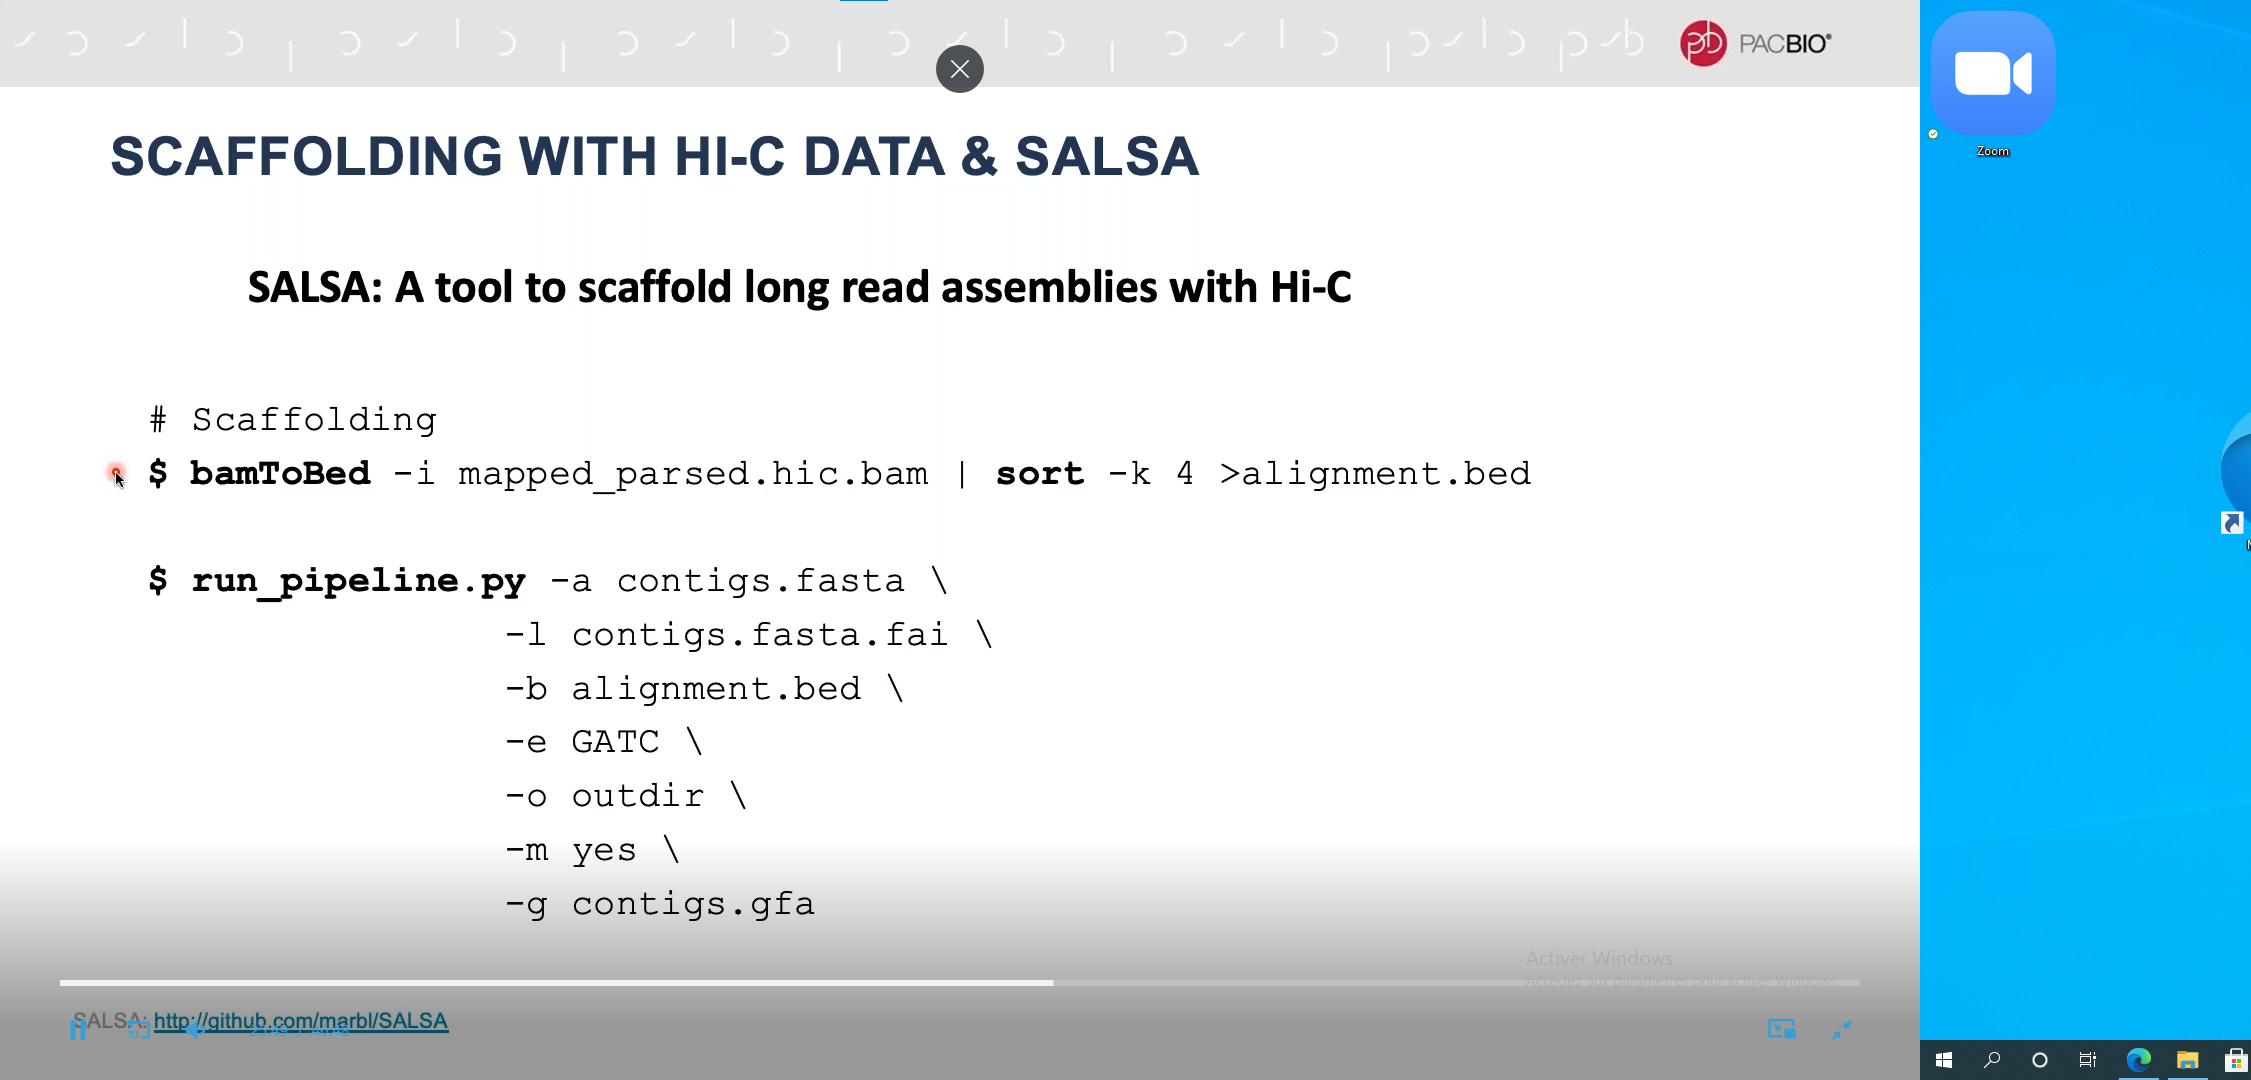 PACBIO®
Zoom
SCAFFOLDING WITH HI-C DATA & SALSA
SALSA: A tool to scaffold long read assemblies with Hi-C
# Scaffolding
$ bamToBed -i mapped_parsed.hic.bam | sort -k 4 >alignment.bed
$ run_pipeline.py -a contigs.fasta \
-l contigs.fasta.fai \
-b alignment.bed \
-e GATC \
-o outdir \
-m yes \
-g contigs.gfa
Activer Windows
Accédez aux paramètres pour activer Windows.
SALSA: http://github.com/marbl/SALSA